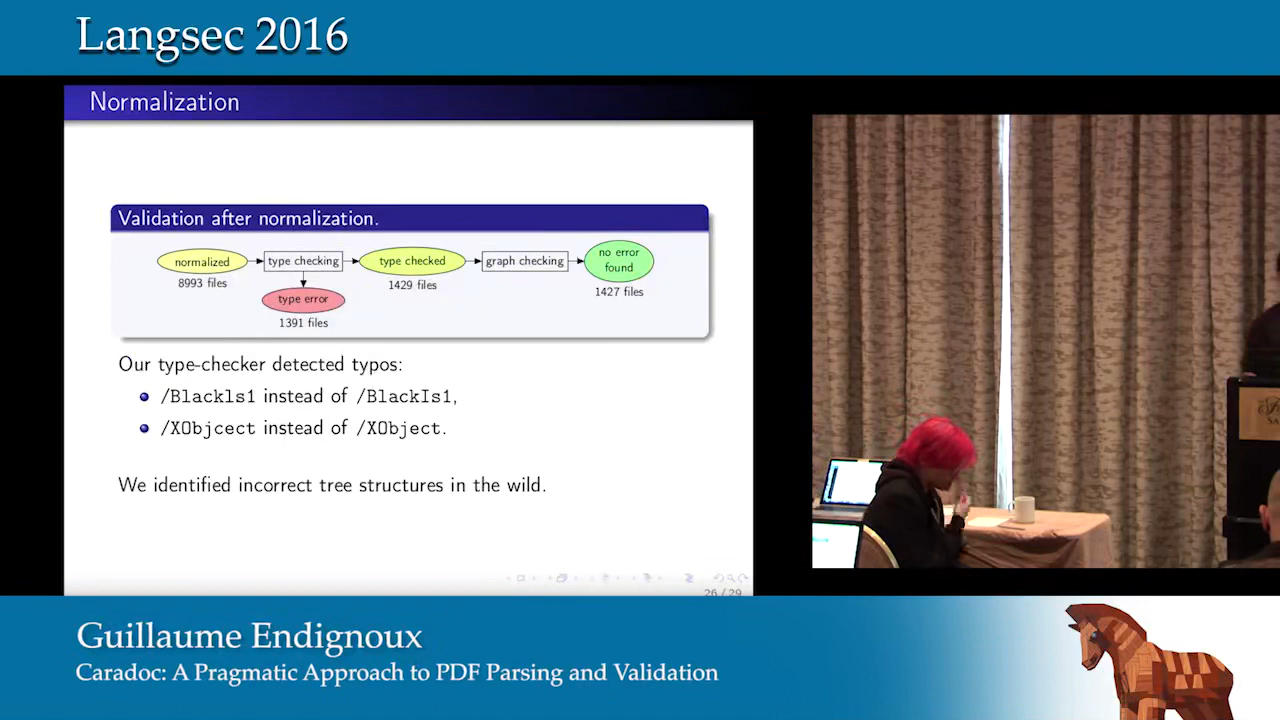 Langsec 2016
Normalization
Validation after normalization.
normalized
type checking
type checked
graph checking
no error
found
8993 files
1429 files
1427 files
type error
1391 files
Our type-checker detected typos:
/Blackls1 instead of /BlackIs1,
/XObjcect instead of /XObject.
We identified incorrect tree structures in the wild.
26 / 29
Guillaume Endignoux
Caradoc: A Pragmatic Approach to PDF Parsing and Validation